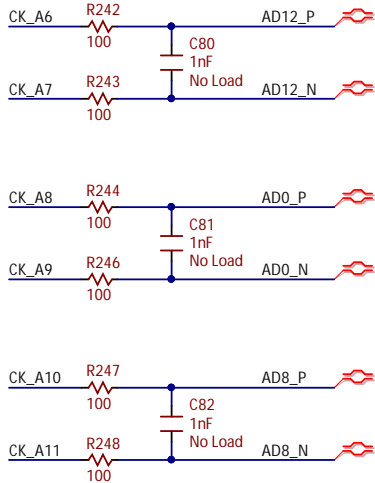 CK_A6 R242 AD12_P
100
C80
1nF
No Load
CK_A7 R243 AD12_N
100
CK_A8 R244 AD0_P
100
C81
1nF
No Load
CK_A9 R246 AD0_N
100
CK_A10 R247 AD8_P
100
C82
1nF
No Load
CK_A11 R248 AD8_N
100